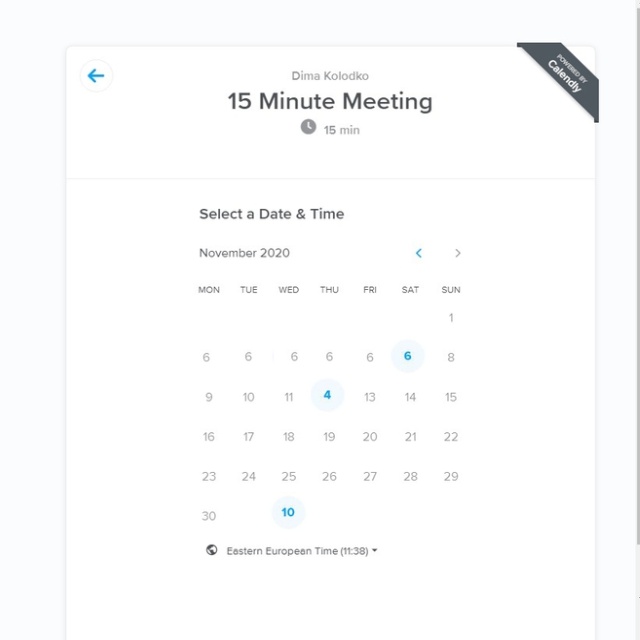 POWERED BY
Calendly
Dima Kolodko
15 Minute Meeting
15 min
Select a Date & Time
November 2020
MON TUE WED THU FRI SAT SUN
1
6 6 6 6 6 6 8
9 10 11 4 13 14 15
16 17 18 19 20 21 22
23 24 25 26 27 28 29
30 10
Eastern European Time (11:38)